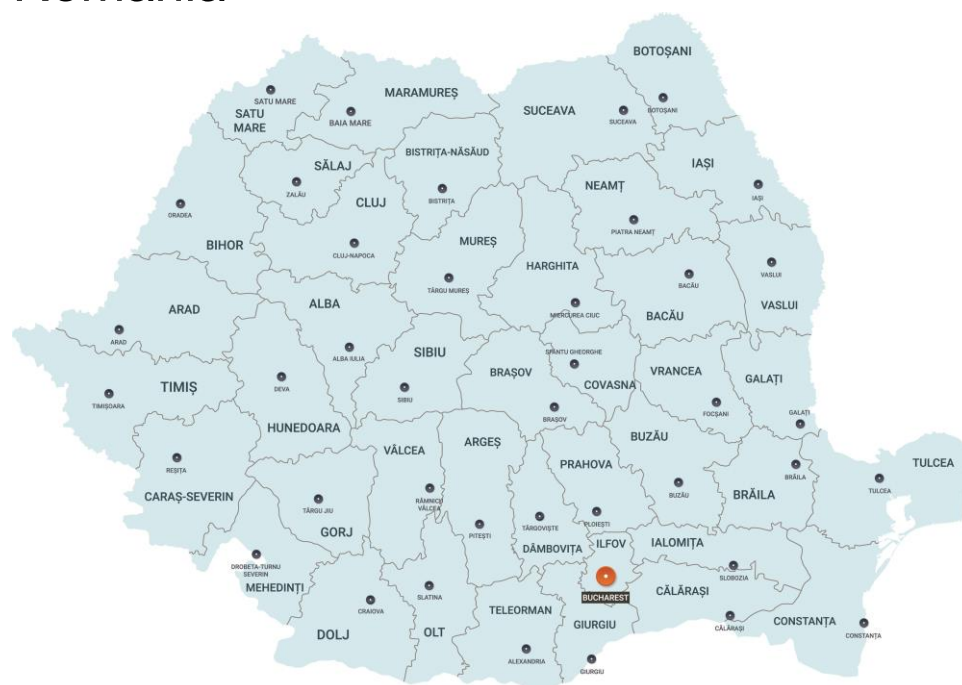 BOTOȘANI
MARAMUREȘ
SATU MARE
BOTOȘANI
SUCEAVA
SUCEAVA
SATU
MARE
BAIA MARE
BISTRIȚA-NĂSĂUD
IAȘI
SĂLAJ
NEAMȚ
IAȘI
ZALĂU
BISTRIȚA
CLUJ
ORADEA
PIATRA NEAMȚ
BIHOR
MUREȘ
CLUJ-NAPOCA
HARGHITA
VASLUI
BACĂU
TÂRGU MUREȘ
ALBA
VASLUI
ARAD
MIERCUREA CIUC
BACĂU
ARAD
ALBA IULIA
SIBIU
SFÂNTU GHEORGHE
BRAȘOV
VRANCEA
GALAȚI
TIMIȘ
DEVA
COVASNA
SIBIU
TIMIȘOARA
FOCȘANI
BRAȘOV
GALAȚI
HUNEDOARA
VÂLCEA
ARGEȘ
BUZĂU
PRAHOVA
TULCEA
REȘIȚA
BRĂILA
CARAȘ-SEVERIN
RÂMNICU
VÂLCEA
BUZĂU
BRĂILA
TULCEA
TÂRGU JIU
GORJ
PITEȘTI
TÂRGOVIȘTE
PLOIEȘTI
DÂMBOVIȚA
ILFOV
IALOMIȚA
DROBETA-TURNU
SEVERIN
MEHEDINȚI
SLATINA
SLOBOZIA
CĂLĂRAȘI
BUCHAREST
CRAIOVA
TELEORMAN
GIURGIU
CĂLĂRAȘI
CONSTANȚA
CONSTANȚA
DOLJ
OLT
ALEXANDRIA
GIURGIU